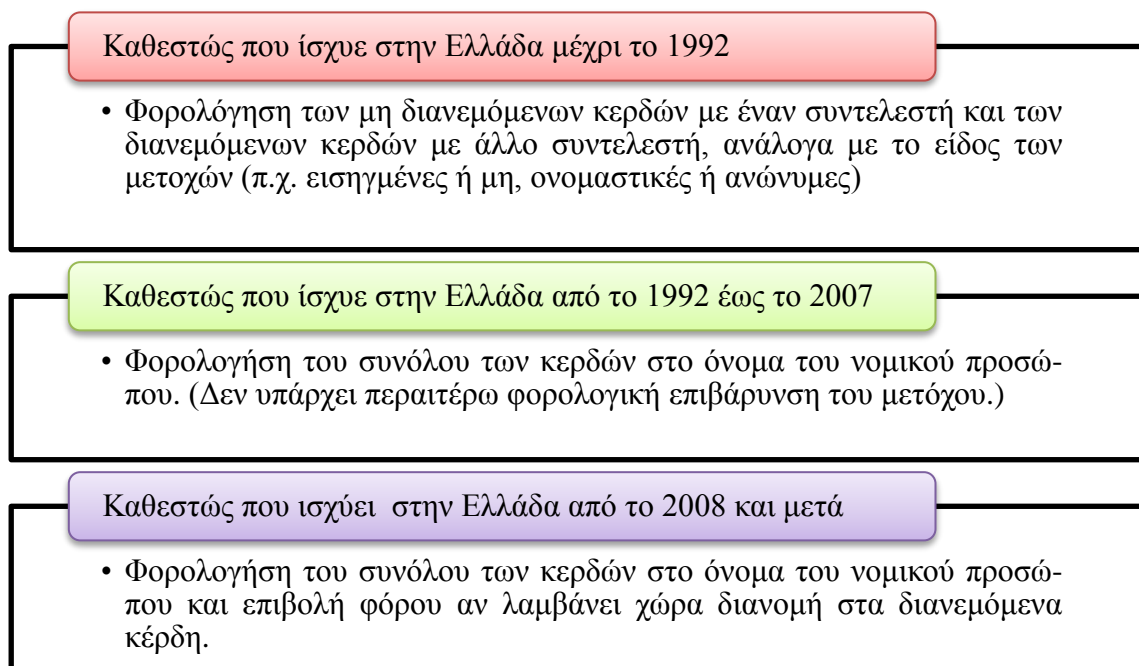 Καθεστώς που ίσχυε στην Ελλάδα μέχρι το 1992
• Φορολόγηση των μη διανεμόμενων κερδών με έναν συντελεστή και των
διανεμόμενων κερδών με άλλο συντελεστή, ανάλογα με το είδος των
μετοχών (π.χ. εισηγμένες ή μη, ονομαστικές ή ανώνυμες)
Καθεστώς που ίσχυε στην Ελλάδα από το 1992 έως το 2007
• Φορολογήση του συνόλου των κερδών στο όνομα του νομικού προσώ-
που. (Δεν υπάρχει περαιτέρω φορολογική επιβάρυνση του μετόχου.)
Καθεστώς που ισχύει στην Ελλάδα από το 2008 και μετά
• Φορολογήση του συνόλου των κερδών στο όνομα του νομικού προσώ-
που και επιβολή φόρου αν λαμβάνει χώρα διανομή στα διανεμόμενα
κέρδη.